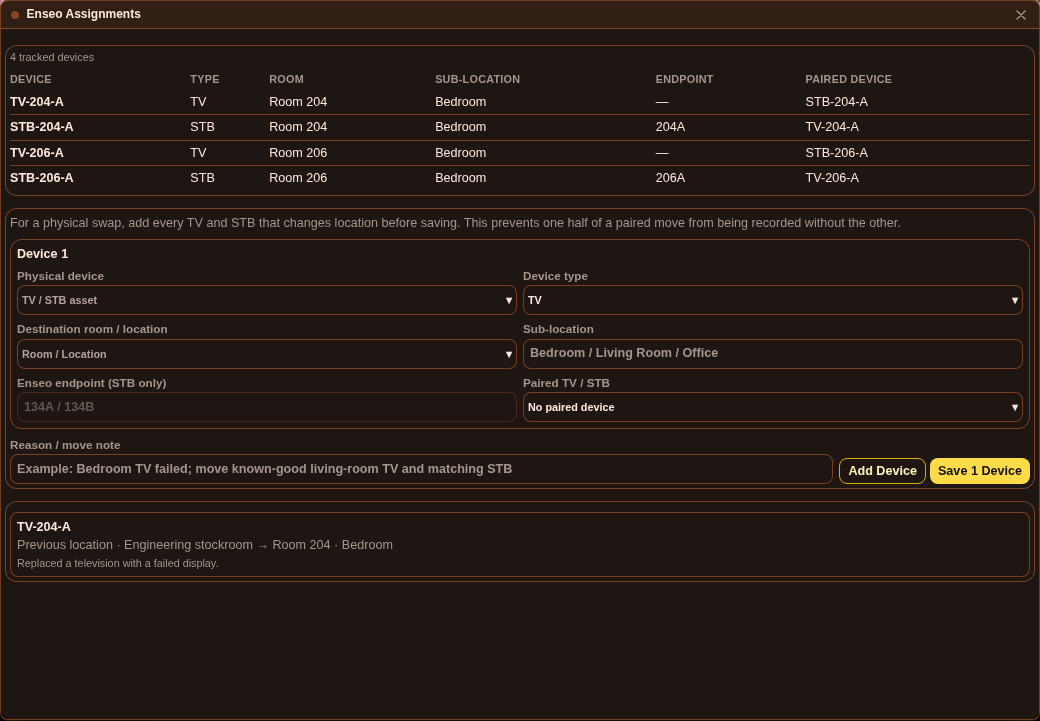 Enseo Assignments
4 tracked devices
DEVICE TYPE ROOM SUB-LOCATION ENDPOINT PAIRED DEVICE
TV-204-A TV Room 204 Bedroom — STB-204-A
STB-204-A STB Room 204 Bedroom 204A TV-204-A
TV-206-A TV Room 206 Bedroom — STB-206-A
STB-206-A STB Room 206 Bedroom 206A TV-206-A
For a physical swap, add every TV and STB that changes location before saving. This prevents one half of a paired move from being recorded without the other.
Device 1
Physical device Device type
TV / STB asset TV
Destination room / location Sub-location
Room / Location Bedroom / Living Room / Office
Enseo endpoint (STB only) Paired TV / STB
134A / 134B No paired device
Reason / move note
Example: Bedroom TV failed; move known-good living-room TV and matching STB Add Device Save 1 Device
TV-204-A
Previous location · Engineering stockroom → Room 204 · Bedroom
Replaced a television with a failed display.